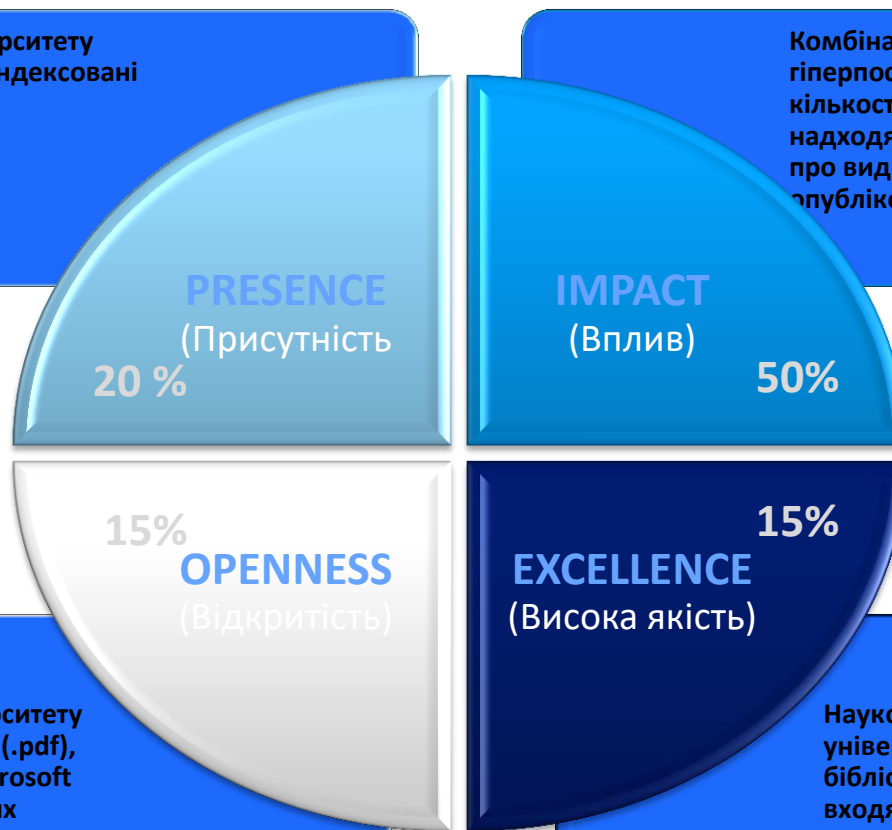 рситету
ндексовані
Комбіна
гіперпос
кількост
надходя
про вид
опубліко
PRESENCE
(Присутність
20 %
IMPACT
(Вплив)
50%
15%
OPENNESS
(Відкритість)
15%
EXCELLENCE
(Висока якість)
рситету
(.pdf),
rosoft
их
Науко
уніве
бібліо
входя